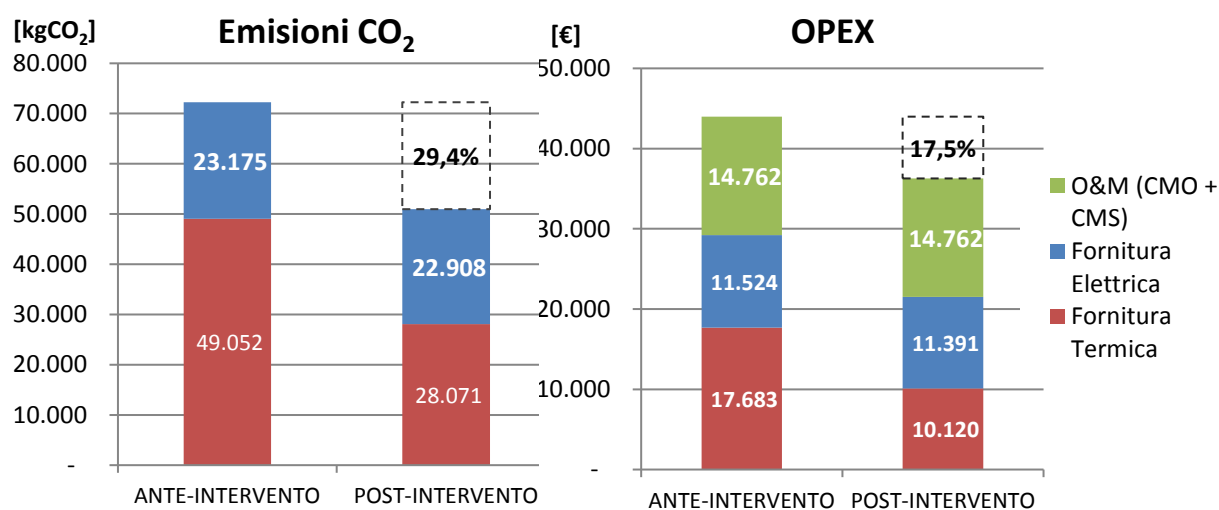 [kgCO₂]
Emisioni CO₂
80.000
70.000
60.000
50.000
40.000
30.000
20.000
10.000
-
23.175
49.052
29,4%
22.908
28.071
ANTE-INTERVENTO
POST-INTERVENTO
[€]
OPEX
50.000
40.000
30.000
20.000
10.000
-
14.762
11.524
17.683
17,5%
14.762
11.391
10.120
ANTE-INTERVENTO
POST-INTERVENTO
O&M (CMO +
CMS)
Fornitura
Elettrica
Fornitura
Termica